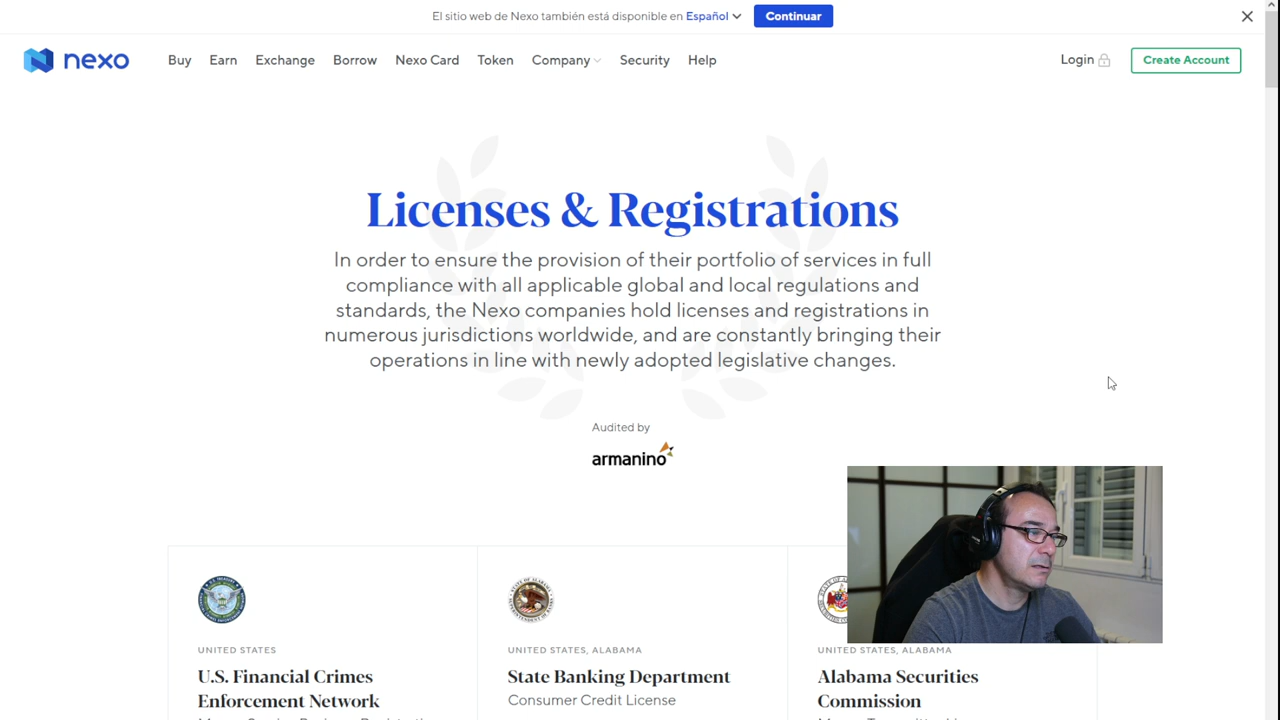 El sitio web de Nexo también está disponible en Español Continuar
nexo Buy Earn Exchange Borrow Nexo Card Token Company Security Help Login Create Account
Licenses & Registrations
In order to ensure the provision of their portfolio of services in full
compliance with all applicable global and local regulations and
standards, the Nexo companies hold licenses and registrations in
numerous jurisdictions worldwide, and are constantly bringing their
operations in line with newly adopted legislative changes.
Audited by
armanino
UNITED STATES
U.S. Financial Crimes
Enforcement Network
UNITED STATES, ALABAMA
State Banking Department
Consumer Credit License
UNITED STATES, ALABAMA
Alabama Securities
Commission